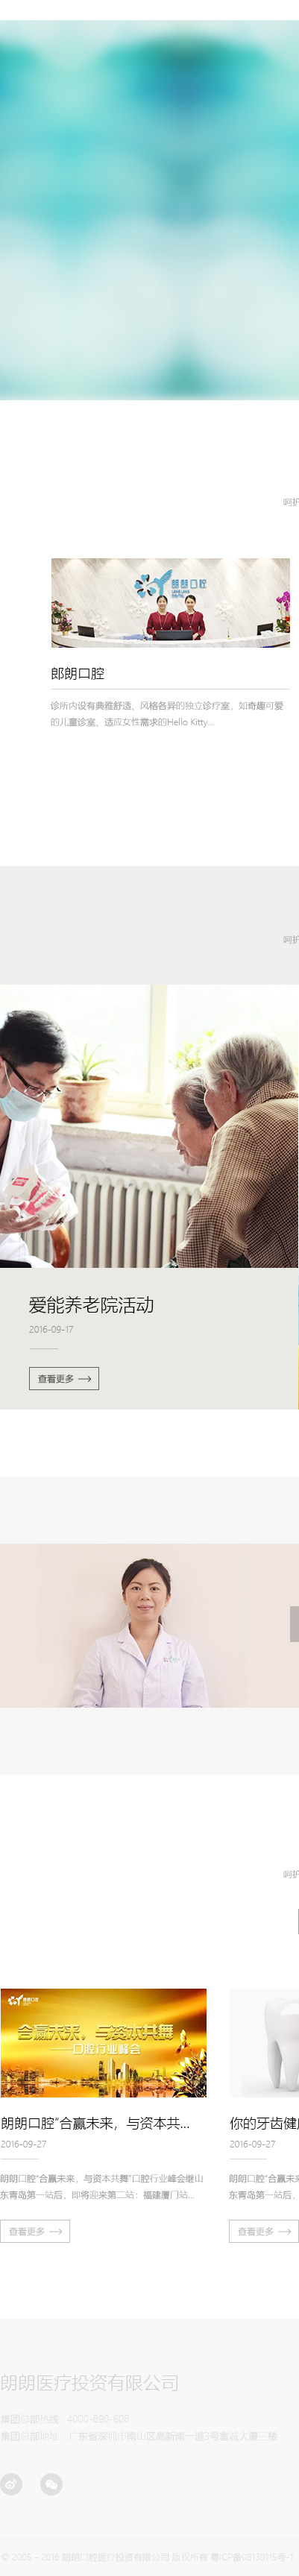 呵护
朗朗口腔
郎朗口腔
诊所内设有典雅舒适、风格各异的独立诊疗室，如奇趣可爱
的儿童诊室、适应女性需求的Hello Kitty...
呵护
爱能养老院活动
2016-09-17
查看更多
呵护
朗朗口腔
合赢未来，与资本共舞
——口腔行业峰会
朗朗口腔“合赢未来，与资本共...
2016-09-27
朗朗口腔“合赢未来，与资本共舞”口腔行业峰会继山
东青岛第一站后，即将迎来第二站：福建厦门站...
查看更多
你的牙齿健康
2016-09-27
朗朗口腔“合赢未来
东青岛第一站后，
查看更多
朗朗医疗投资有限公司
集团总部热线：4000-890-608
集团总部地址：广东省深圳市南山区高新南一道3号富诚大厦三楼
© 2005 - 2016 朗朗口腔医疗投资有限公司 版权所有 粤ICP备08130115号-1